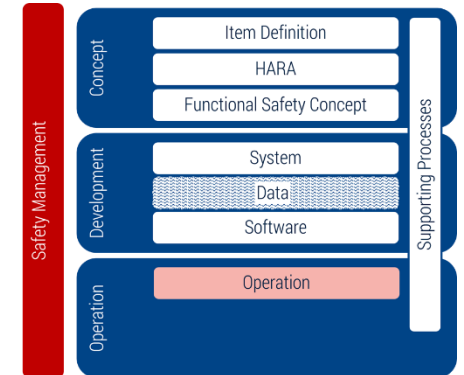 Safety Management
Concept
Item Definition
HARA
Functional Safety Concept
Development
System
Data
Software
Operation
Operation
Supporting Processes